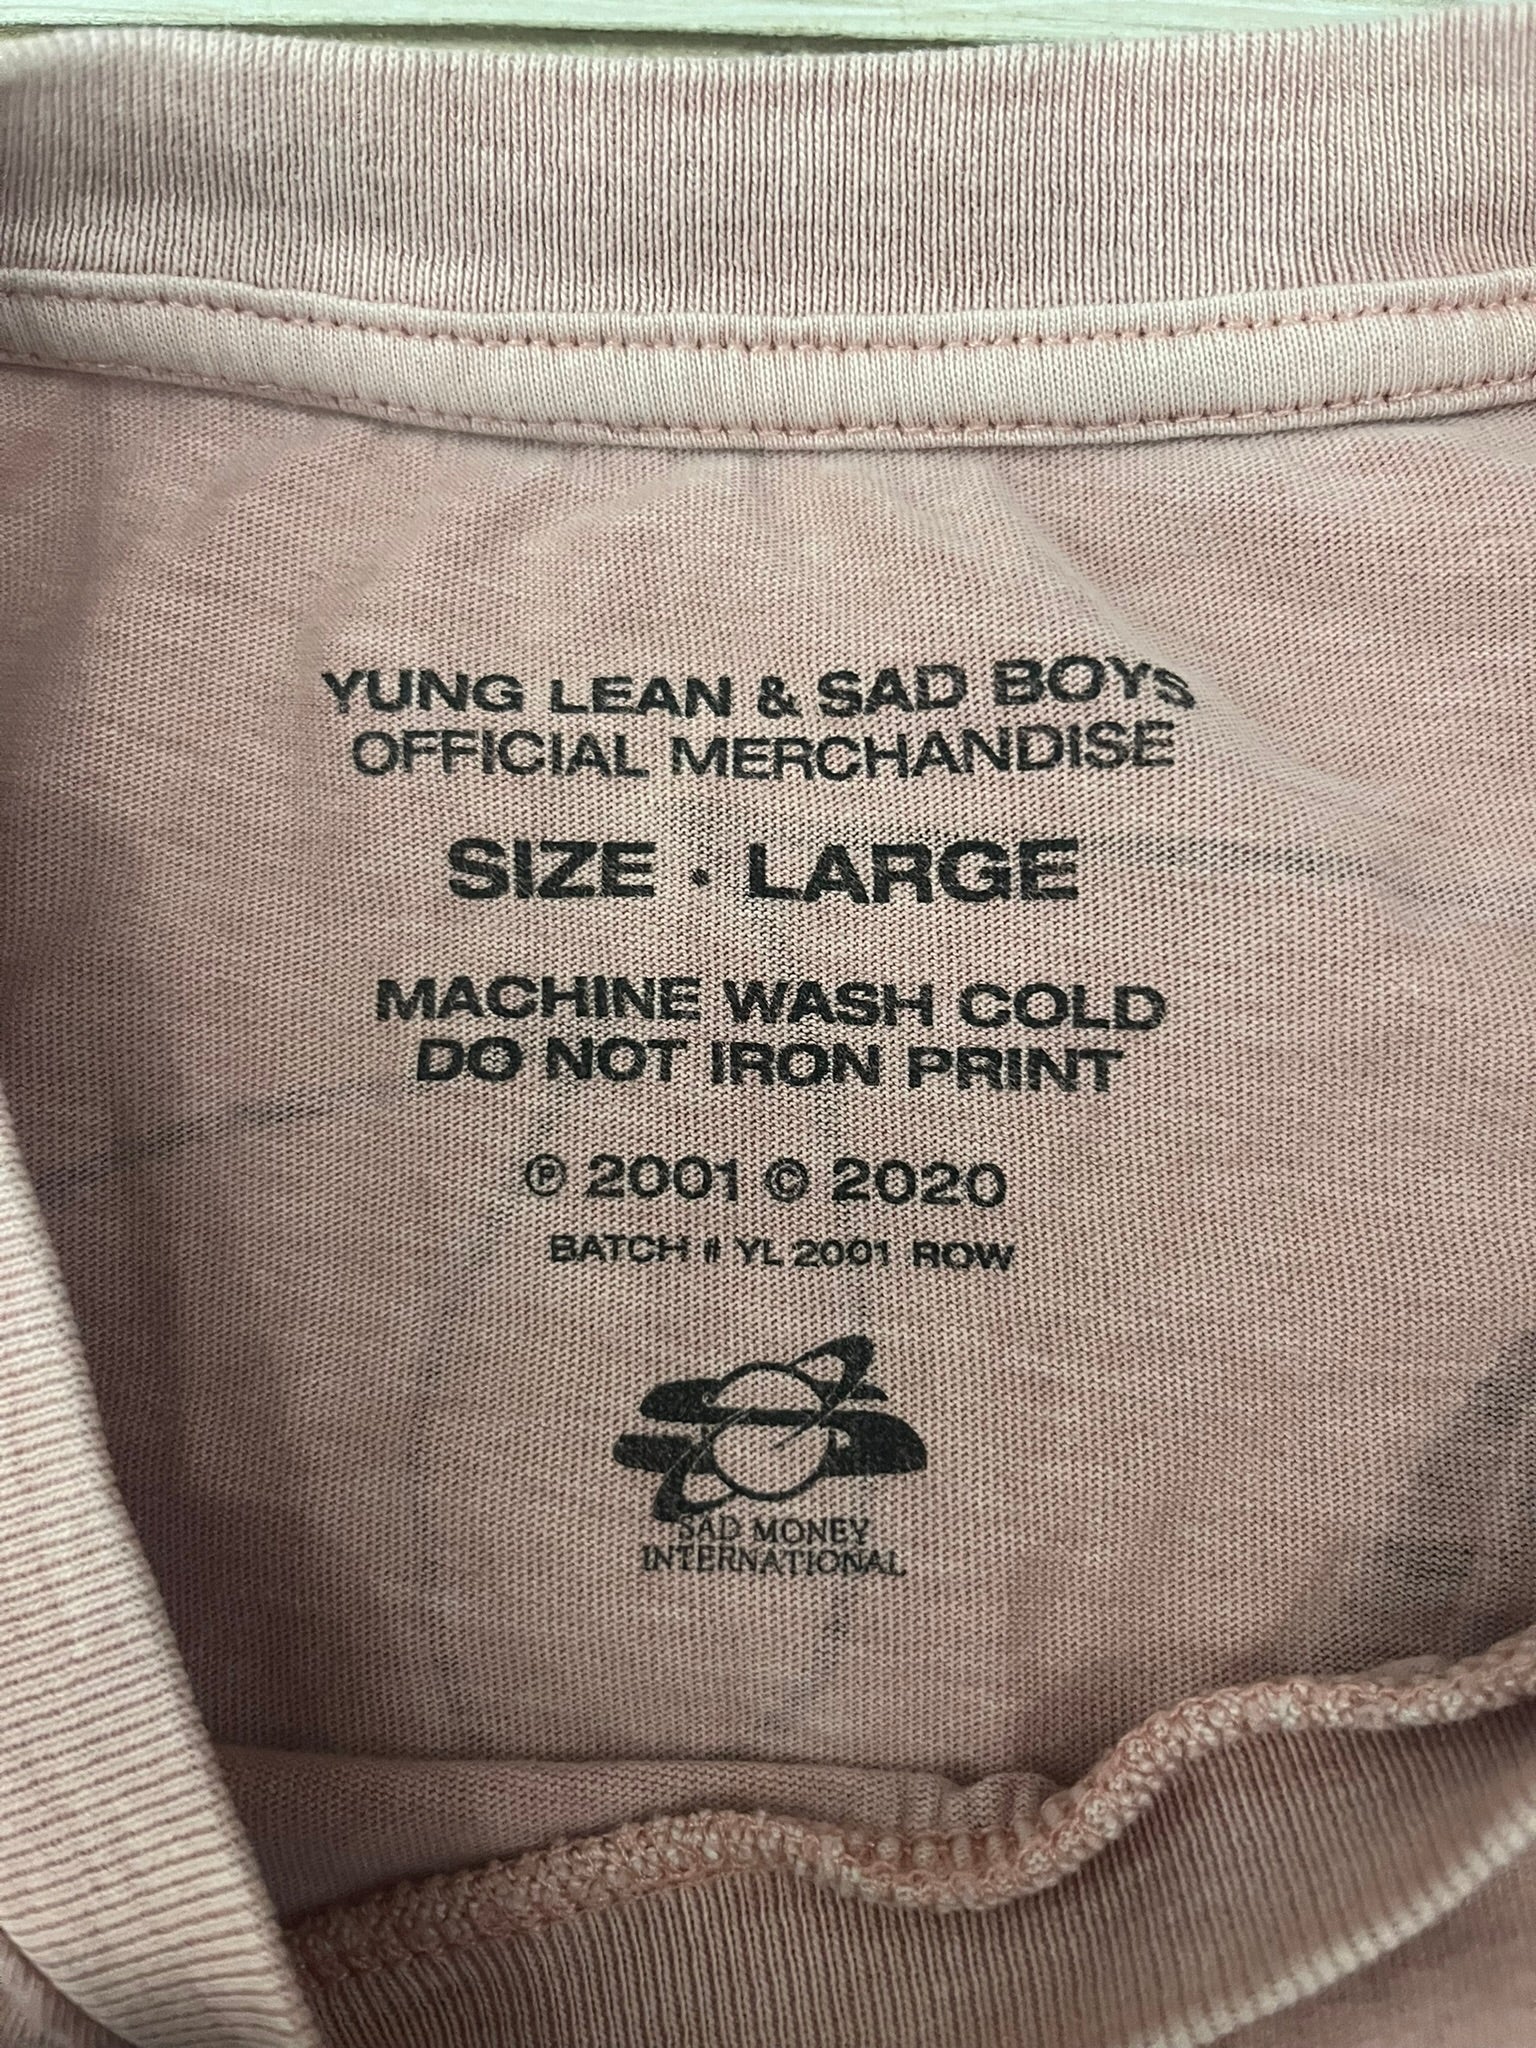 YUNG LEAN & SAD BOYS
OFFICIAL MERCHANDISE
SIZE · LARGE
MACHINE WASH COLD
DO NOT IRON PRINT
℗ 2001 © 2020
BATCH # YL 2001 ROW
SAD MONEY
INTERNATIONAL